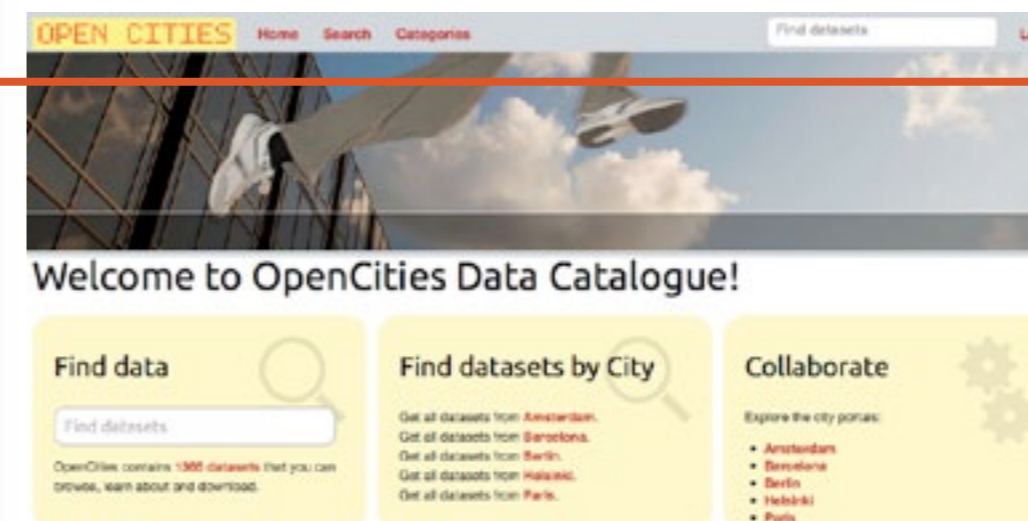 OPEN CITIES Home Search Categories Find datasets
Welcome to OpenCities Data Catalogue!
Find data
Find datasets
OpenCities contains 1365 datasets that you can
browse, learn about and download.
Find datasets by City
Get all datasets from Amsterdam.
Get all datasets from Barcelona.
Get all datasets from Berlin.
Get all datasets from Helsinki.
Get all datasets from Paris.
Collaborate
Explore the city portals:
• Amsterdam
• Barcelona
• Berlin
• Helsinki
• Paris